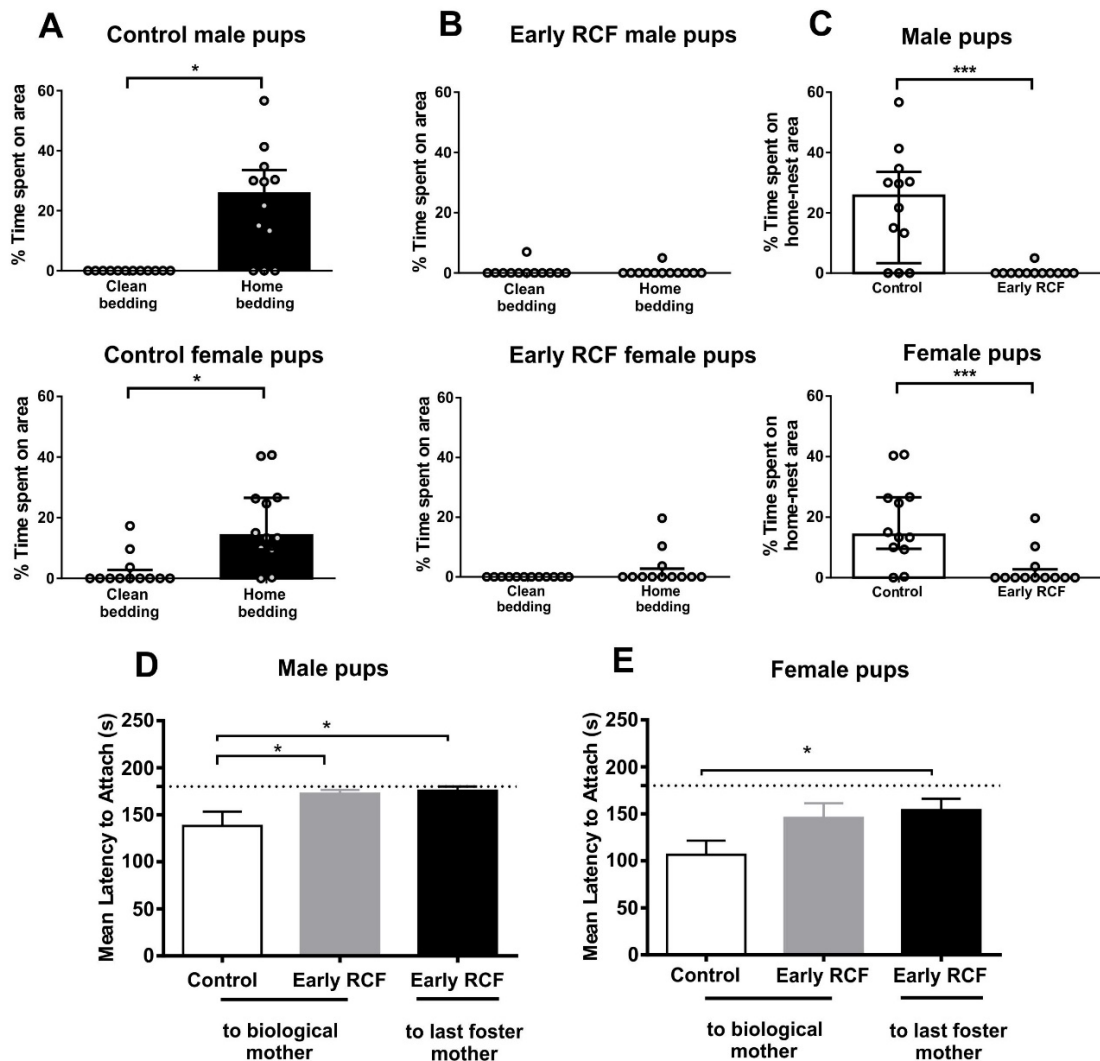 A
Control male pups
*
% Time spent on area
60
40
20
0
Clean
bedding
Home
bedding
B
Early RCF male pups
% Time spent on area
60
40
20
0
Clean
bedding
Home
bedding
C
Male pups
***
% Time spent on
home-nest area
60
40
20
0
Control
Early RCF
Control female pups
*
% Time spent on area
60
40
20
0
Clean
bedding
Home
bedding
Early RCF female pups
% Time spent on area
60
40
20
0
Clean
bedding
Home
bedding
Female pups
***
% Time spent on
home-nest area
60
40
20
0
Control
Early RCF
D
Male pups
*
*
Mean Latency to Attach (s)
250
200
150
100
50
0
Control
Early RCF
Early RCF
to biological
mother
to last foster
mother
E
Female pups
*
Mean Latency to Attach (s)
250
200
150
100
50
0
Control
Early RCF
Early RCF
to biological
mother
to last foster
mother